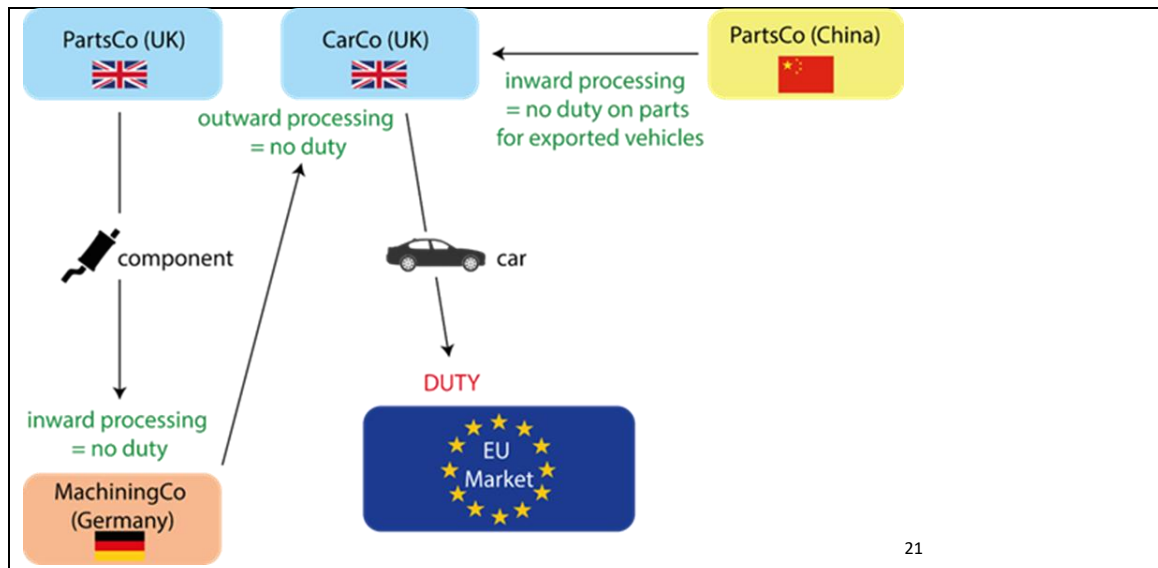 PartsCo (UK)
CarCo (UK)
PartsCo (China)
inward processing
= no duty on parts
for exported vehicles
outward processing
= no duty
component
car
DUTY
inward processing
= no duty
MachiningCo
(Germany)
EU
Market
21